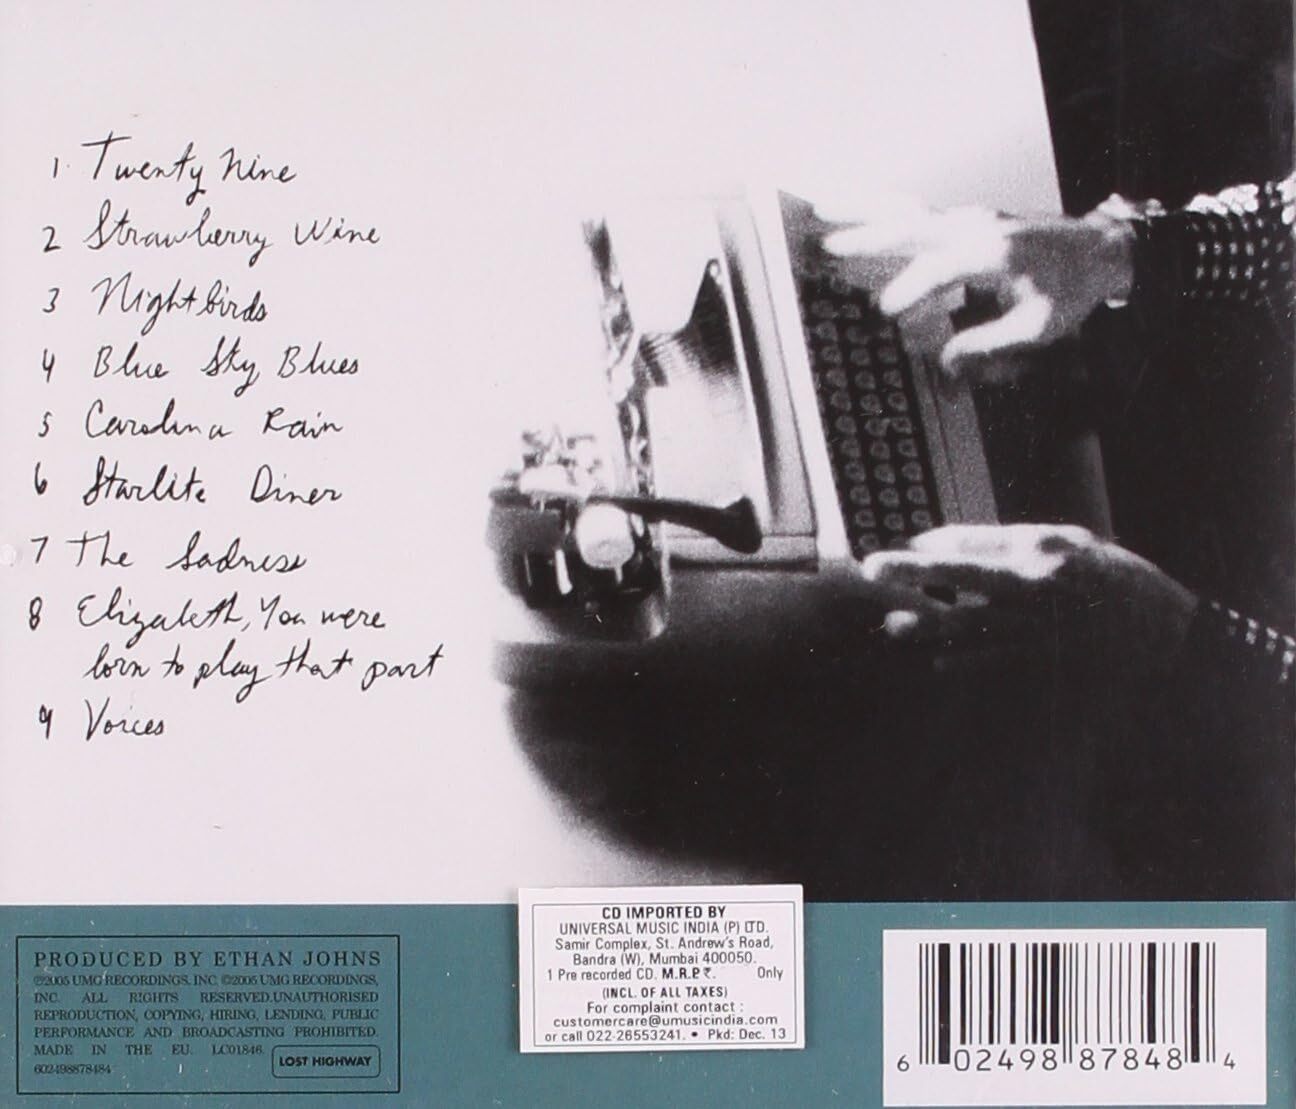 1 Twenty Nine
2 Strawberry Wine
3 Nightbirds
4 Blue Sky Blues
5 Carolina Rain
6 Starlite Diner
7 The Sadness
8 Elizabeth, You were
born to play that part
9 Voices
PRODUCED BY ETHAN JOHNS
℗2005 UMG RECORDINGS, INC ©2005 UMG RECORDINGS,
INC. ALL RIGHTS RESERVED.UNAUTHORISED
REPRODUCTION, COPYING, HIRING, LENDING, PUBLIC
PERFORMANCE AND BROADCASTING PROHIBITED.
MADE IN THE EU. LC01846.
602498878484
LOST HIGHWAY
CD IMPORTED BY
UNIVERSAL MUSIC INDIA (P) LTD.
Samir Complex, St. Andrew's Road,
Bandra (W), Mumbai 400050.
1 Pre recorded CD. M.R.P ₹. Only
(INCL. OF ALL TAXES)
For complaint contact :
customercare@umusicindia.com
or call 022-26553241. • Pkd: Dec. 13
6 02498 87848 4